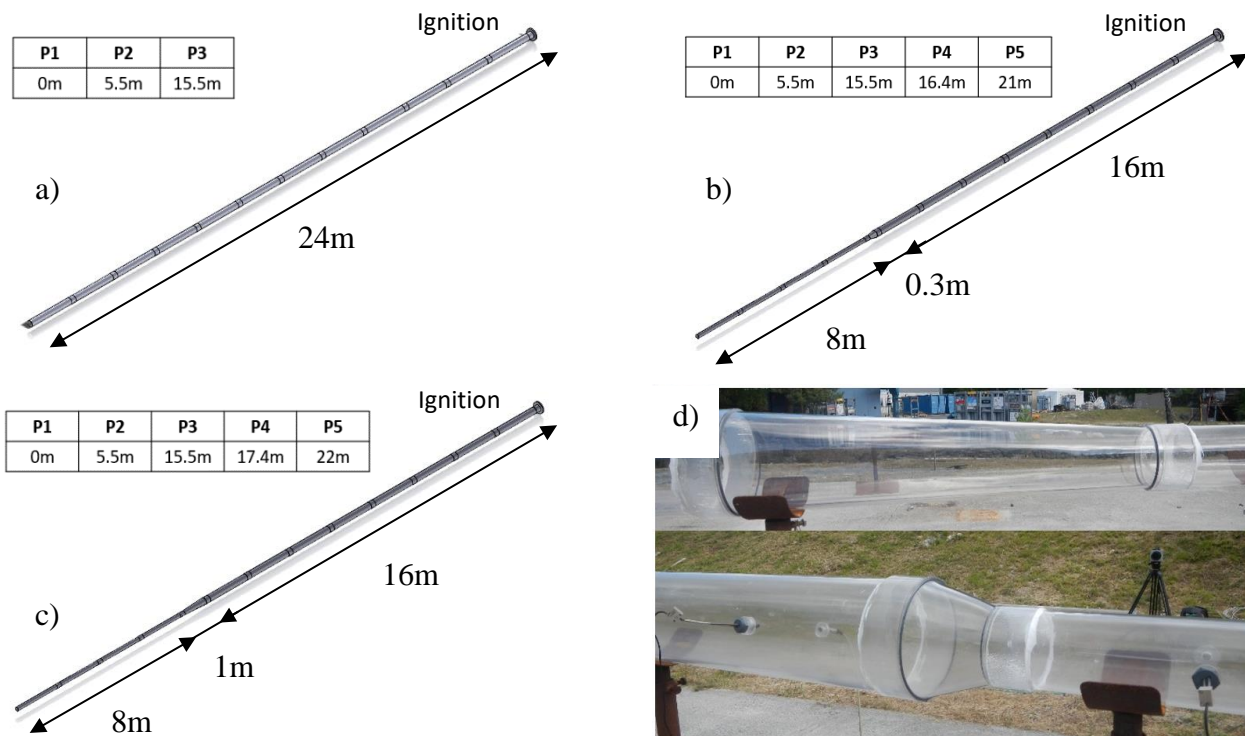 Ignition
P1 P2 P3
0m 5.5m 15.5m
a)
24m
Ignition
P1 P2 P3 P4 P5
0m 5.5m 15.5m 16.4m 21m
b)
16m
0.3m
8m
Ignition
P1 P2 P3 P4 P5
0m 5.5m 15.5m 17.4m 22m
c)
16m
1m
8m
d)